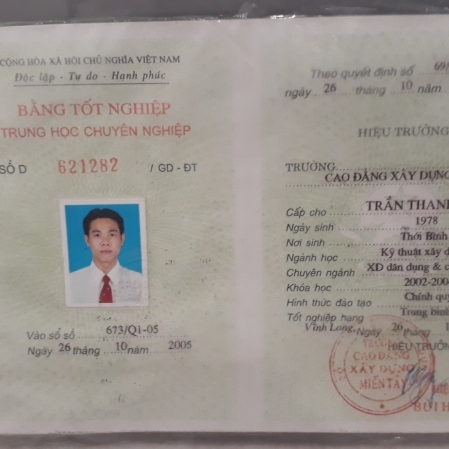 CỘNG HÒA XÃ HỘI CHỦ NGHĨA VIỆT NAM
Độc lập - Tự do - Hạnh phúc
BẰNG TỐT NGHIỆP
TRUNG HỌC CHUYÊN NGHIỆP
SỐ D 621282 / GD - ĐT
Vào sổ số 673/Q1-05
Ngày 26 tháng 10 năm 2005
Theo quyết định số 69/
ngày 26 tháng 10 năm
HIỆU TRƯỞNG
TRƯỜNG
CAO ĐẲNG XÂY DỰNG
Cấp cho TRẦN THANH
Ngày sinh 1978
Nơi sinh Thới Bình
Ngành học Kỹ thuật xây
Chuyên ngành XD dân dụng &
Khóa học 2002-200
Hình thức đào tạo Chính quy
Tốt nghiệp hạng Trung bình
Vĩnh Long, Ngày 26 tháng
HIỆU TRƯỞNG
CAO ĐẲNG
XÂY DỰNG
MIỀN TÂY
BÙI